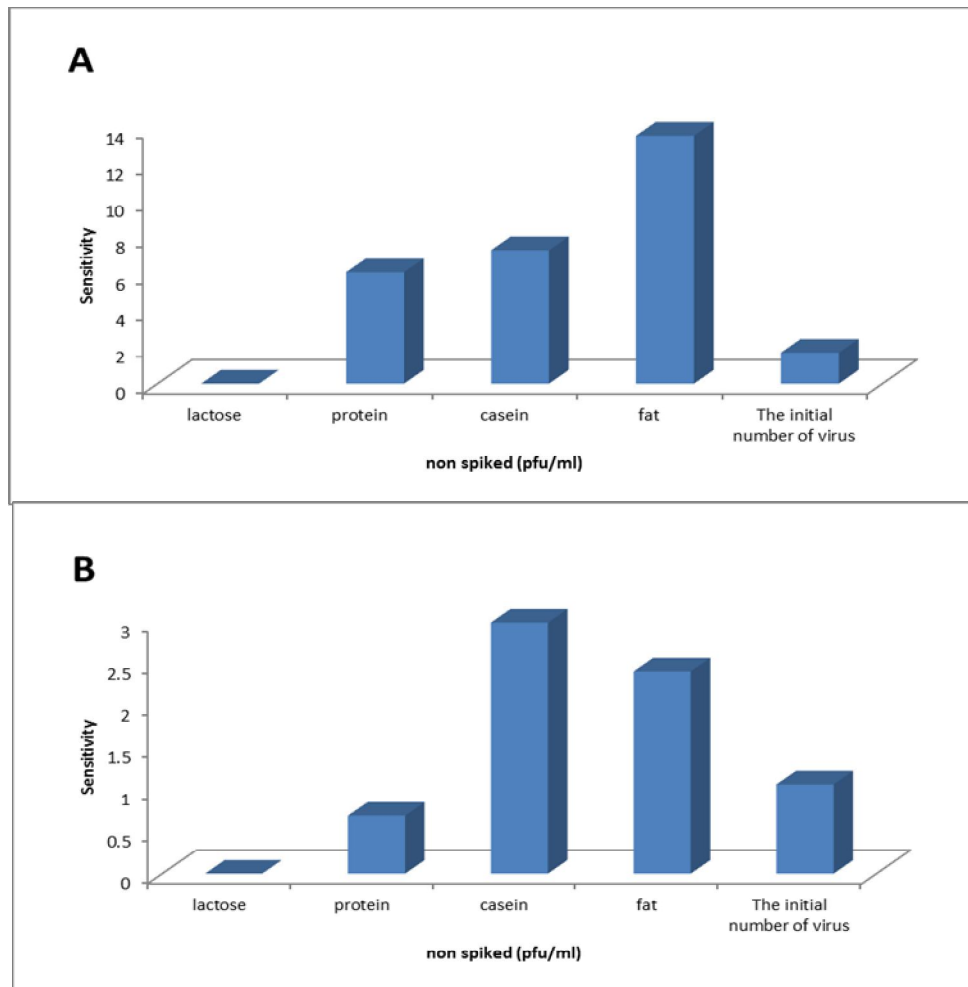 A
14
12
10
8
6
4
2
0
Sensitivity
lactose protein casein fat The initial
number of virus
non spiked (pfu/ml)
B
3
2.5
2
1.5
1
0.5
0
Sensitivity
lactose protein casein fat The initial
number of virus
non spiked (pfu/ml)